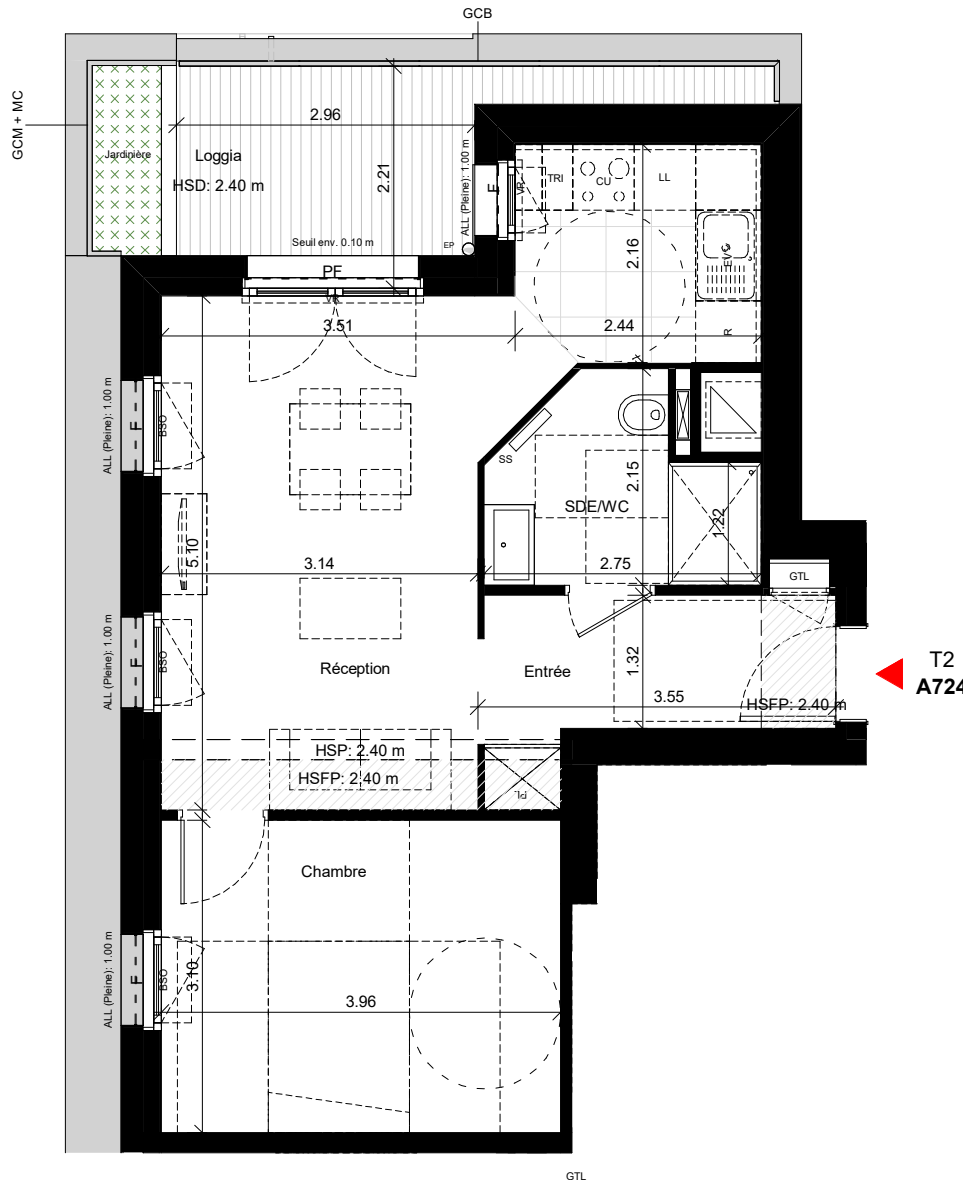 GCB
GCM + MC
Jardinière
Loggia
HSD: 2.40 m
2.96
2.21
Seuil env. 0.10 m
EP
ALL (Pleine): 1.00 m
F
VR
TRI
CU
LL
EV
R
2.16
2.44
PF
VR
3.51
ALL (Pleine): 1.00 m
F
BSO
SS
SDE/WC
2.15
1.22
2.75
5.10
3.14
GTL
ALL (Pleine): 1.00 m
F
BSO
Réception
Entrée
1.32
3.55
HSFP: 2.40 m
T2
A724
HSP: 2.40 m
HSFP: 2.40 m
PL
Chambre
ALL (Pleine): 1.00 m
F
BSO
3.10
3.96
GTL